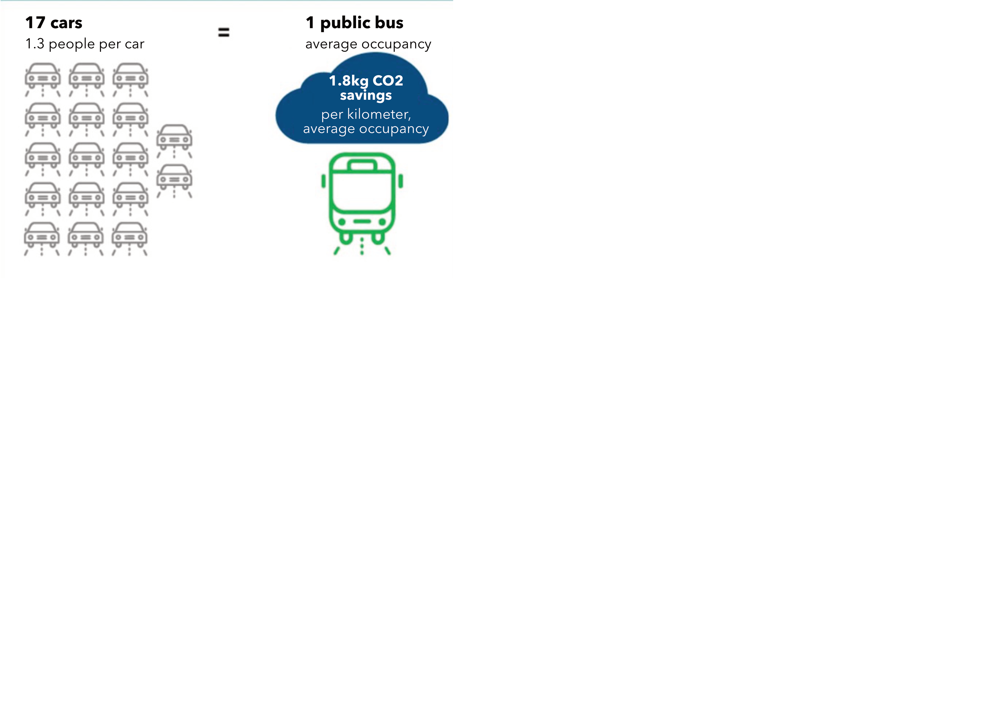 17 cars
1.3 people per car
=
1 public bus
average occupancy
1.8kg CO2
savings
per kilometer,
average occupancy